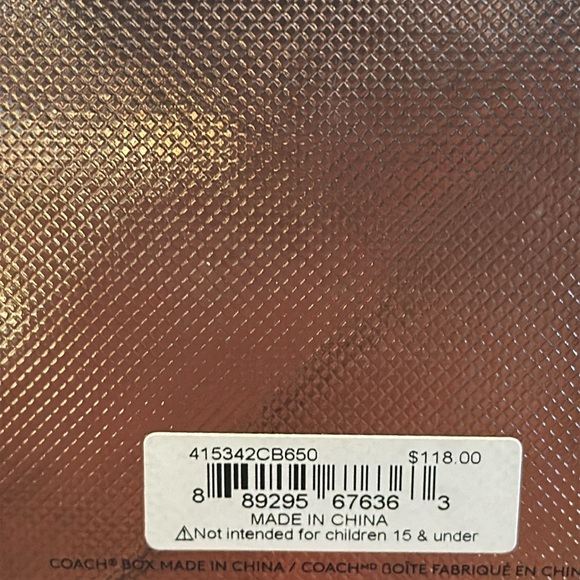 415342CB650 $118.00
8 89295 67636 3
MADE IN CHINA
⚠Not intended for children 15 & under
COACH® BOX MADE IN CHINA / COACHᴹᴰ BOÎTE FABRIQUÉ EN CHIN